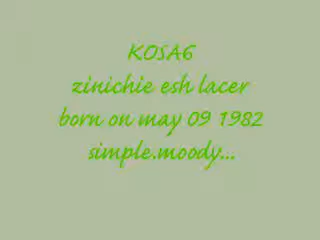 KOSA6
zinichie esh lacer
born on may 09 1982
simple.moody...